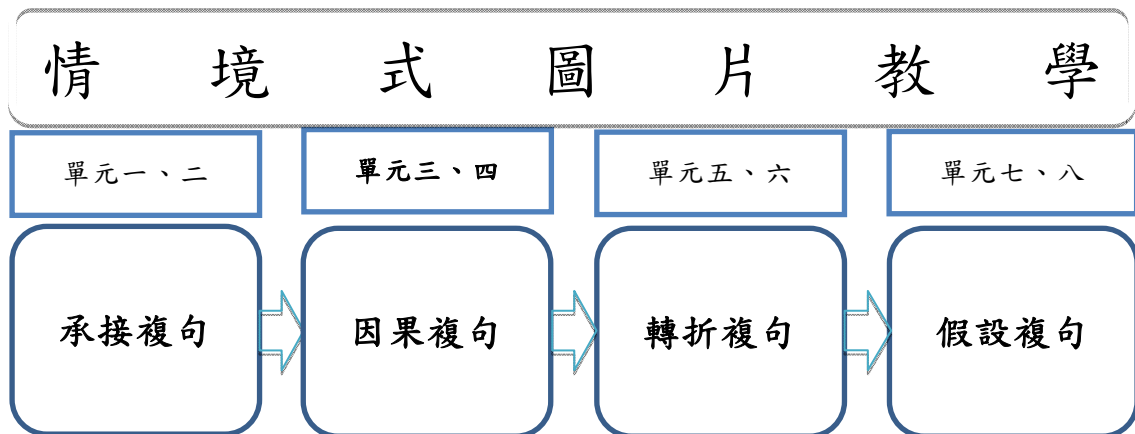 情境式圖片教學
單元一、二
單元三、四
單元五、六
單元七、八
承接複句
因果複句
轉折複句
假設複句